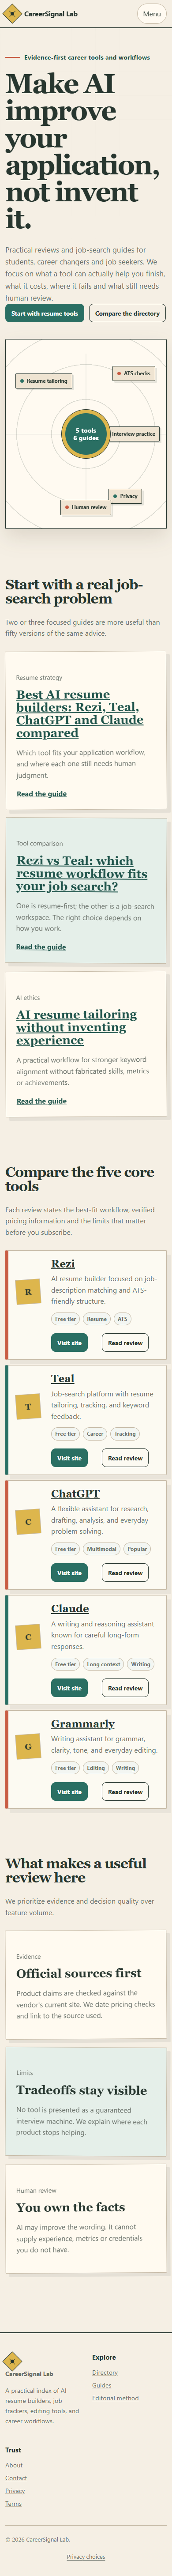 CareerSignal Lab
Menu
Evidence-first career tools and workflows
Make AI
improve
your
application,
not invent
it.
Practical reviews and job-search guides for
students, career changers and job seekers. We
focus on what a tool can actually help you finish,
what it costs, where it fails and what still needs
human review.
Start with resume tools
Compare the directory
ATS checks
Resume tailoring
5 tools
6 guides
Interview practice
Privacy
Human review
Start with a real job-
search problem
Two or three focused guides are more useful than
fifty versions of the same advice.
Resume strategy
Best AI resume
builders: Rezi, Teal,
ChatGPT and Claude
compared
Which tool fits your application workflow,
and where each one still needs human
judgment.
Read the guide
Tool comparison
Rezi vs Teal: which
resume workflow fits
your job search?
One is resume-first; the other is a job-search
workspace. The right choice depends on
how you work.
Read the guide
AI ethics
AI resume tailoring
without inventing
experience
A practical workflow for stronger keyword
alignment without fabricated skills, metrics
or achievements.
Read the guide
Compare the five core
tools
Each review states the best-fit workflow, verified
pricing information and the limits that matter
before you subscribe.
R
Rezi
AI resume builder focused on job-
description matching and ATS-
friendly structure.
Free tier
Resume
ATS
Visit site
Read review
T
Teal
Job-search platform with resume
tailoring, tracking, and keyword
feedback.
Free tier
Career
Tracking
Visit site
Read review
C
ChatGPT
A flexible assistant for research,
drafting, analysis, and everyday
problem solving.
Free tier
Multimodal
Popular
Visit site
Read review
C
Claude
A writing and reasoning assistant
known for careful long-form
responses.
Free tier
Long context
Writing
Visit site
Read review
G
Grammarly
Writing assistant for grammar,
clarity, tone, and everyday editing.
Free tier
Editing
Writing
Visit site
Read review
What makes a useful
review here
We prioritize evidence and decision quality over
feature volume.
Evidence
Official sources first
Product claims are checked against the
vendor's current site. We date pricing checks
and link to the source used.
Limits
Tradeoffs stay visible
No tool is presented as a guaranteed
interview machine. We explain where each
product stops helping.
Human review
You own the facts
AI may improve the wording. It cannot
supply experience, metrics or credentials
you do not have.
CareerSignal Lab
A practical index of AI
resume builders, job
trackers, editing tools, and
career workflows.
Explore
Directory
Guides
Editorial method
Trust
About
Contact
Privacy
Terms
© 2026 CareerSignal Lab.
Privacy choices